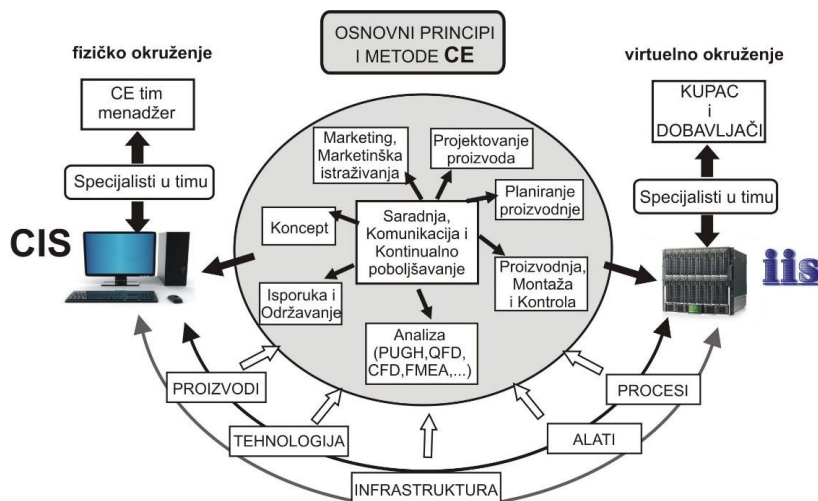 OSNOVNI PRINCIPI
I METODE CE
fizičko okruženje
virtuelno okruženje
CE tim
menadžer
KUPAC
i
DOBAVLJAČI
Specijalisti u timu
Specijalisti u timu
CIS
iis
Marketing,
Marketinška
istraživanja
Projektovanje
proizvoda
Planiranje
proizvodnje
Koncept
Saradnja,
Komunikacija i
Kontinualno
poboljšavanje
Proizvodnja,
Montaža
i Kontrola
Isporuka i
Održavanje
Analiza
(PUGH,QFD,
CFD,FMEA,...)
PROIZVODI
PROCESI
TEHNOLOGIJA
ALATI
INFRASTRUKTURA